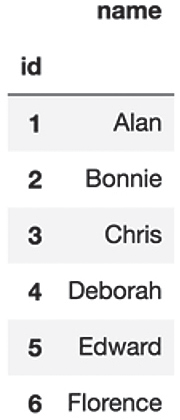 name
id
1 Alan
2 Bonnie
3 Chris
4 Deborah
5 Edward
6 Florence